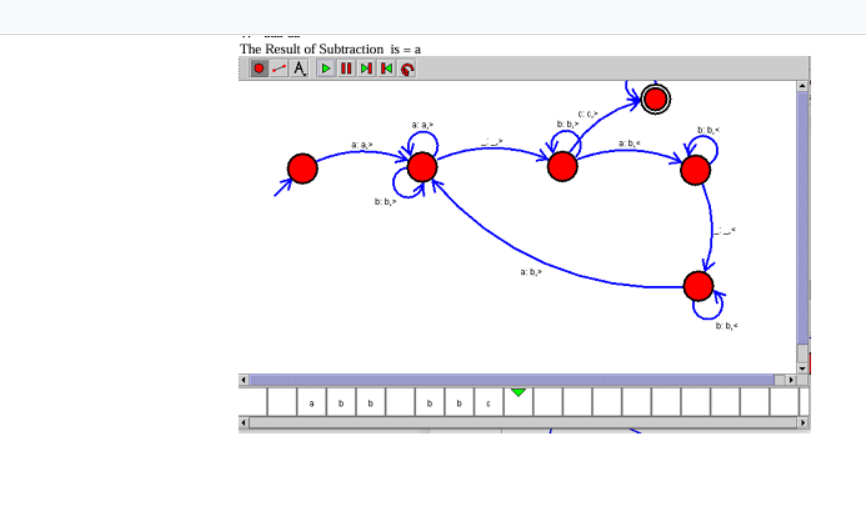 The Result of Subtraction is = a
A
c: c,>
a: a,>
b: b,>
b: b,<
a: a,>
_: _,>
a: b,<
b: b,>
_: _,<
a: b,>
b: b,<
a b b b b c